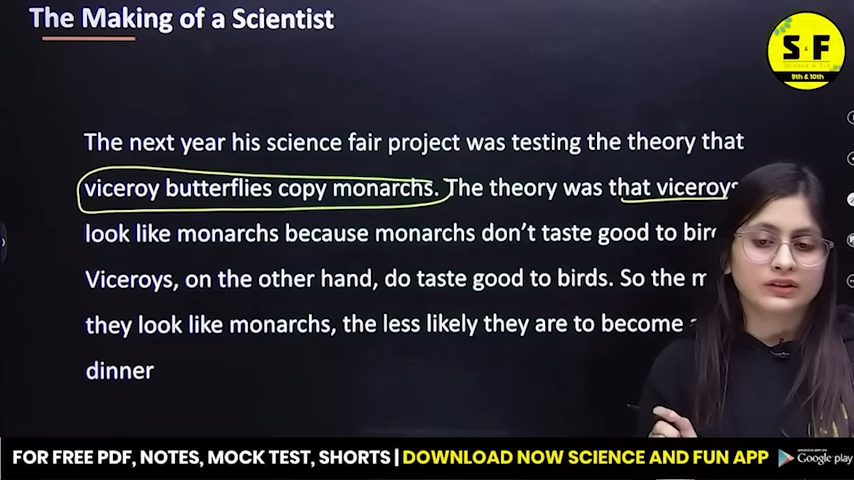 The Making of a Scientist
S&F
Science & Fun
9th & 10th
The next year his science fair project was testing the theory that
viceroy butterflies copy monarchs. The theory was that viceroys
look like monarchs because monarchs don't taste good to
Viceroys, on the other hand, do taste good to birds. So the
they look like monarchs, the less likely they are to become
dinner
FOR FREE PDF, NOTES, MOCK TEST, SHORTS | DOWNLOAD NOW SCIENCE AND FUN APP
Google play